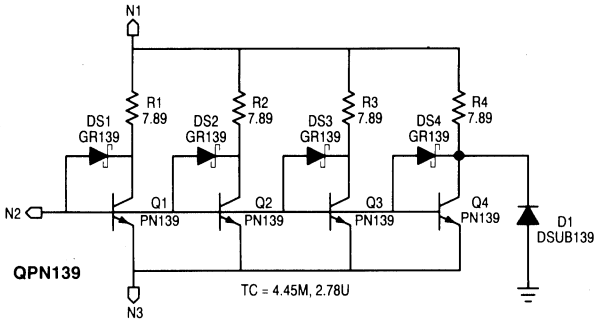 N1
R1
7.89
R2
7.89
R3
7.89
R4
7.89
DS1
GR139
DS2
GR139
DS3
GR139
DS4
GR139
N2
Q1
PN139
Q2
PN139
Q3
PN139
Q4
PN139
D1
DSUB139
QPN139
N3
TC = 4.45M, 2.78U